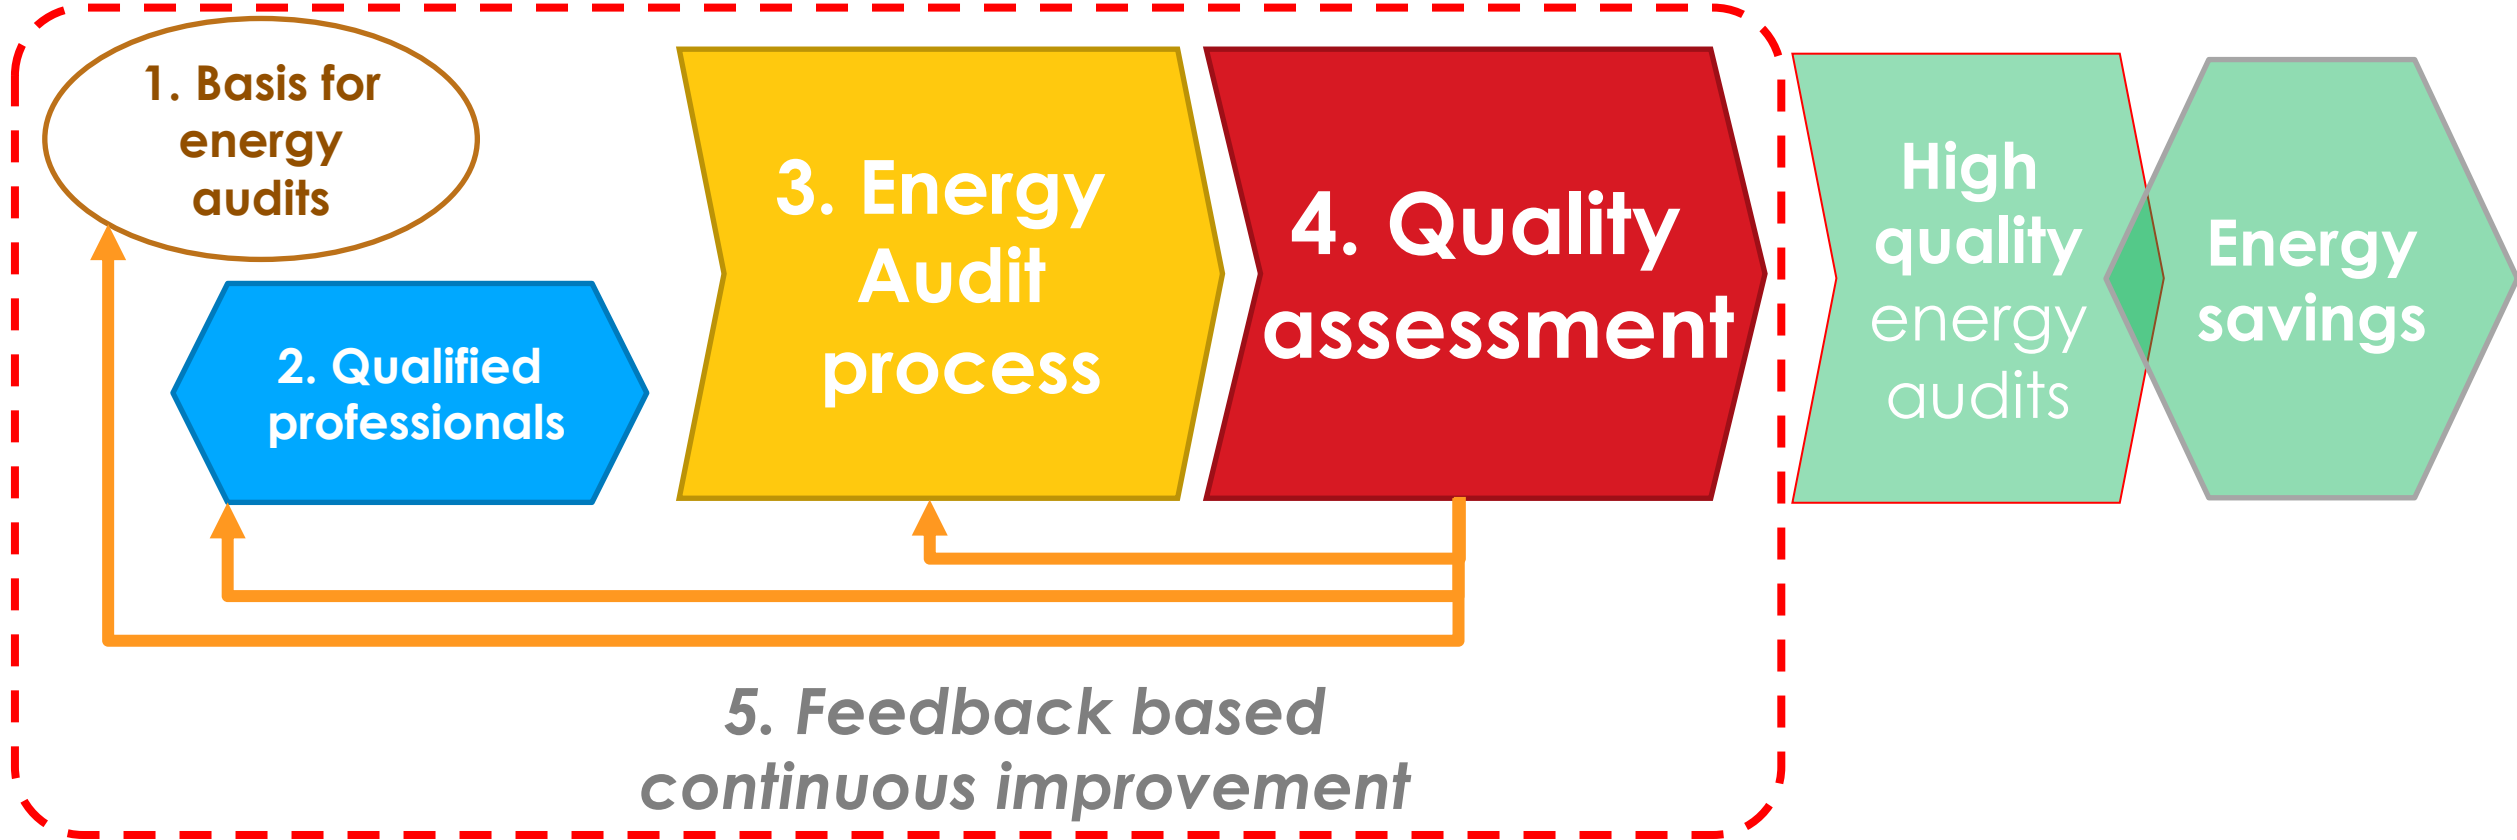 1. Basis for
energy
audits
2. Qualified
professionals
3. Energy
Audit
process
4. Quality
assessment
High
quality
energy
audits
Energy
savings
5. Feedback based
continuous improvement